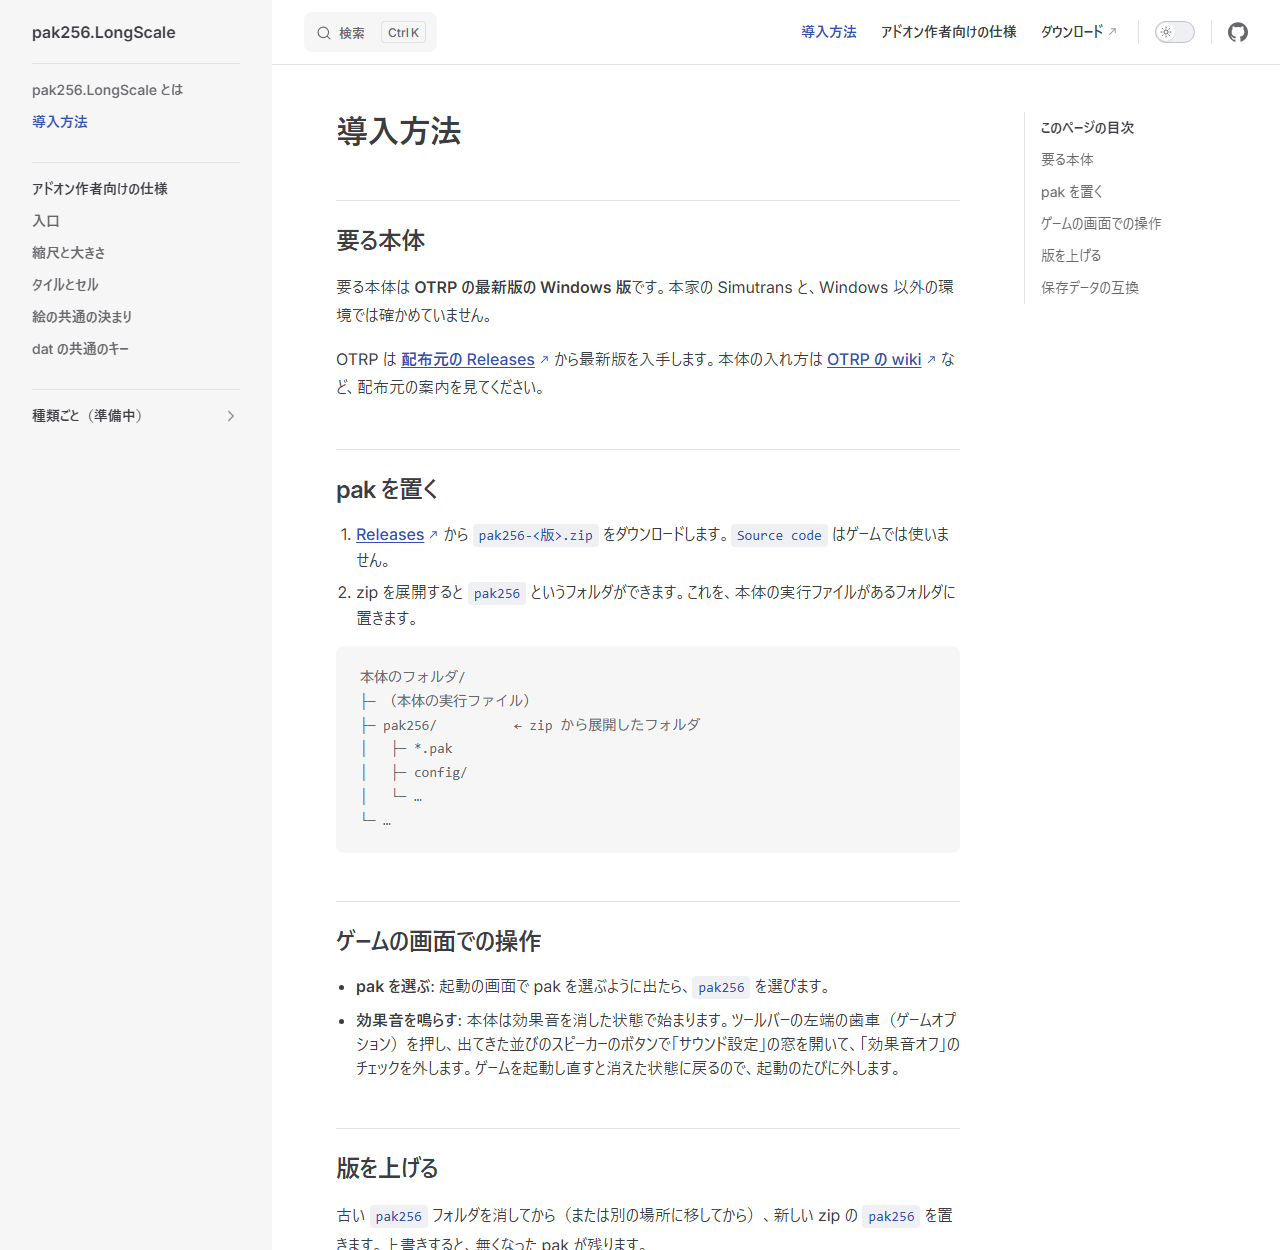 pak256.LongScale
検索
Ctrl K
導入方法
アドオン作者向けの仕様
ダウンロード
pak256.LongScale とは
導入方法
アドオン作者向けの仕様
入口
縮尺と大きさ
タイルとセル
絵の共通の決まり
dat の共通のキー
種類ごと（準備中）
導入方法
要る本体
要る本体は OTRP の最新版の Windows 版です。本家の Simutrans と、Windows 以外の環
境では確かめていません。
OTRP は 配布元の Releases から最新版を入手します。本体の入れ方は OTRP の wiki な
ど、配布元の案内を見てください。
pak を置く
1. Releases から pak256-<版>.zip をダウンロードします。Source code はゲームでは使いま
せん。
2. zip を展開すると pak256 というフォルダができます。これを、本体の実行ファイルがあるフォルダに
置きます。
本体のフォルダ/
├─ （本体の実行ファイル）
├─ pak256/ ← zip から展開したフォルダ
│ ├─ *.pak
│ ├─ config/
│ └─ …
└─ …
ゲームの画面での操作
• pak を選ぶ: 起動の画面で pak を選ぶように出たら、pak256 を選びます。
• 効果音を鳴らす: 本体は効果音を消した状態で始まります。ツールバーの左端の歯車（ゲームオプ
ション）を押し、出てきた並びのスピーカーのボタンで「サウンド設定」の窓を開いて、「効果音オフ」の
チェックを外します。ゲームを起動し直すと消えた状態に戻るので、起動のたびに外します。
版を上げる
古い pak256 フォルダを消してから（または別の場所に移してから）、新しい zip の pak256 を置
きます。上書きすると、無くなった pak が残ります。
このページの目次
要る本体
pak を置く
ゲームの画面での操作
版を上げる
保存データの互換